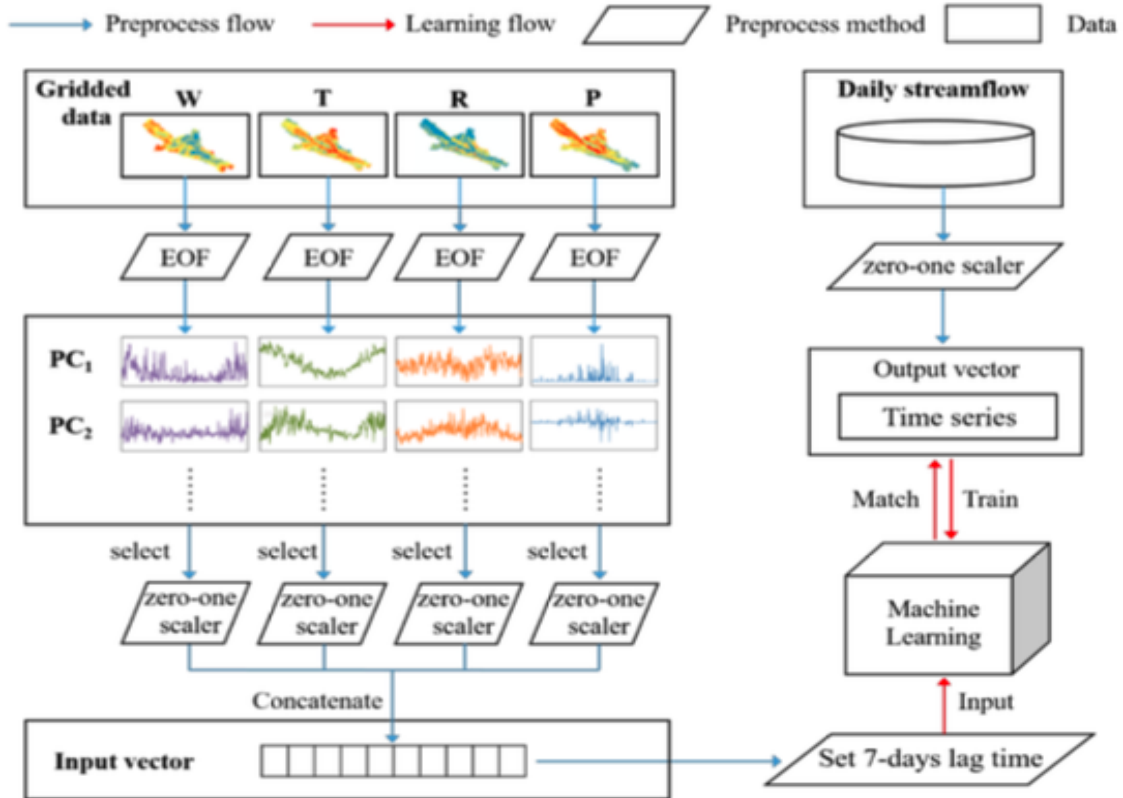 Preprocess flow Learning flow Preprocess method Data
Gridded data W T R P
Daily streamflow
EOF EOF EOF EOF
zero-one scaler
PC₁
PC₂
Output vector
Time series
Match Train
select select select select
zero-one scaler zero-one scaler zero-one scaler zero-one scaler
Machine
Learning
Concatenate
Input
Input vector
Set 7-days lag time